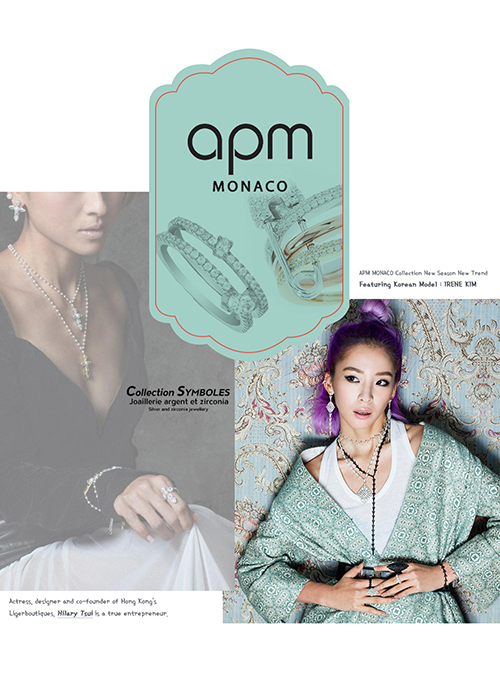 apm
MONACO
APM MONACO Collection New Season New Trend
Featuring Korean Model : IRENE KIM
Collection SYMBOLES
Joaillerie argent et zirconia
Silver and zirconia jewellery
Actress, designer and co-founder of Hong Kong's
Ligerboutiques, Hilary Tsui is a true entrepreneur.